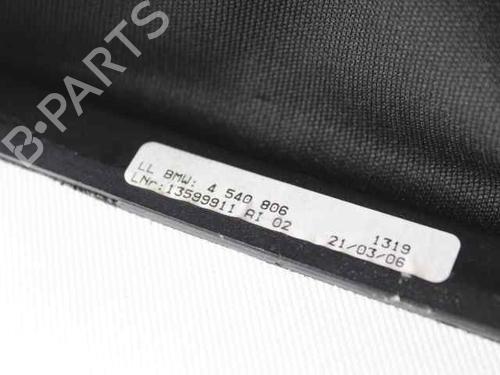 B-PARTS
LL BMW: 4 540 806
LNr:13599911 AI 02
1319
21/03/06